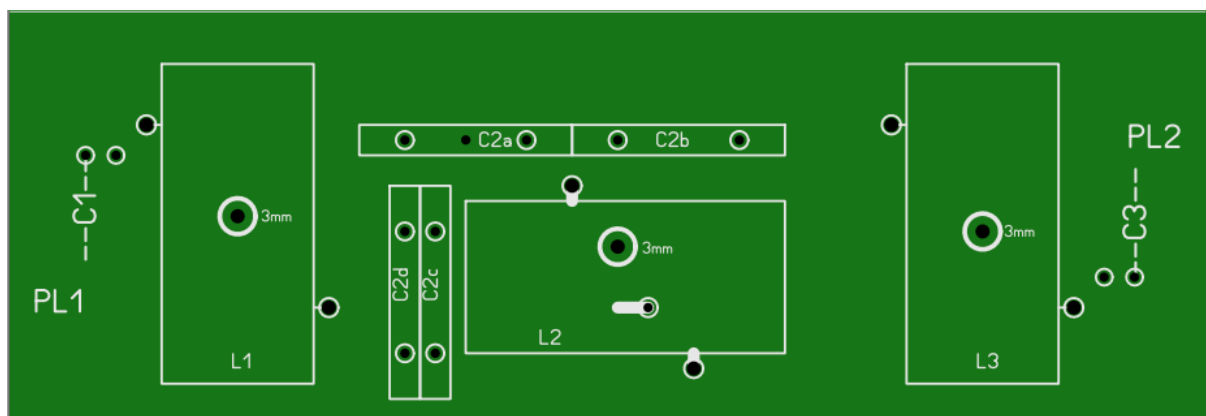 C2a
C2b
PL2
--C1--
3mm
C2d
C2c
3mm
3mm
--C3--
PL1
L1
L2
L3